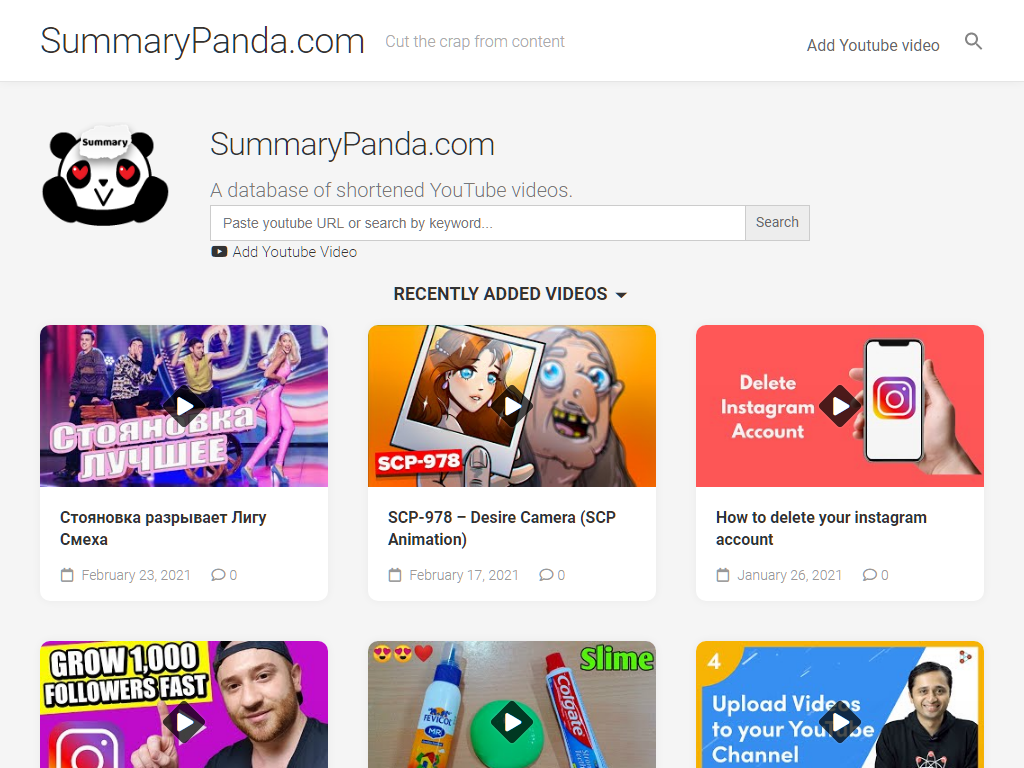 SummaryPanda.com
Cut the crap from content
Add Youtube video
Summary
SummaryPanda.com
A database of shortened YouTube videos.
Paste youtube URL or search by keyword...
Search
Add Youtube Video
RECENTLY ADDED VIDEOS
СТОЯНОВКА
ЛУЧШЕЕ
SCP-978
Delete
Instagram
Account
Стояновка разрывает Лигу
Смеха
February 23, 2021
0
SCP-978 – Desire Camera (SCP
Animation)
February 17, 2021
0
How to delete your instagram
account
January 26, 2021
0
GROW 1,000
FOLLOWERS FAST
Slime
FEVICOL
MR
Colgate
4
Upload Videos
to your YouTube
Channel